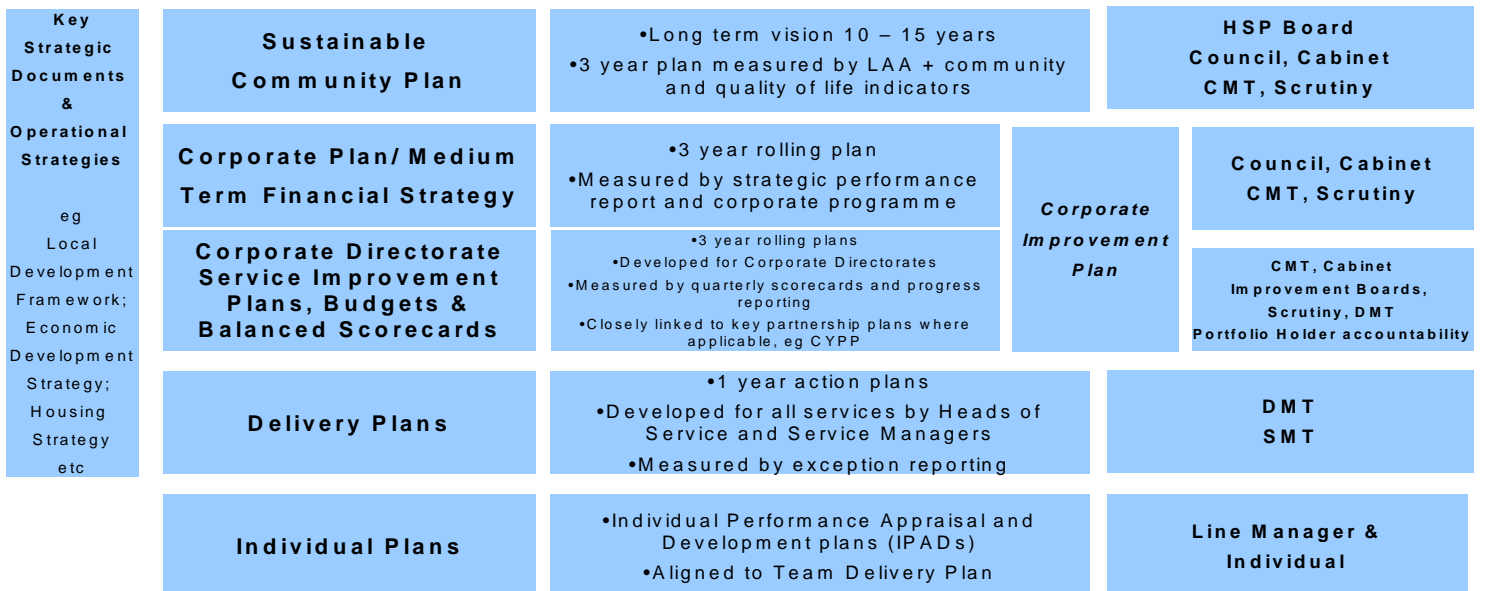 Key
Strategic
Documents
&
Operational
Strategies
eg
Local
Development
Framework;
Economic
Development
Strategy;
Housing
Strategy
etc
Sustainable
Community Plan
•Long term vision 10 – 15 years
•3 year plan measured by LAA + community
and quality of life indicators
HSP Board
Council, Cabinet
CMT, Scrutiny
Corporate Plan/ Medium
Term Financial Strategy
•3 year rolling plan
•Measured by strategic performance
report and corporate programme
Corporate
Improvement
Plan
Council, Cabinet
CMT, Scrutiny
Corporate Directorate
Service Improvement
Plans, Budgets &
Balanced Scorecards
•3 year rolling plans
•Developed for Corporate Directorates
•Measured by quarterly scorecards and progress
reporting
•Closely linked to key partnership plans where
applicable, eg CYPP
CMT, Cabinet
Improvement Boards,
Scrutiny, DMT
Portfolio Holder accountability
Delivery Plans
•1 year action plans
•Developed for all services by Heads of
Service and Service Managers
•Measured by exception reporting
DMT
SMT
Individual Plans
•Individual Performance Appraisal and
Development plans (IPADs)
•Aligned to Team Delivery Plan
Line Manager &
Individual